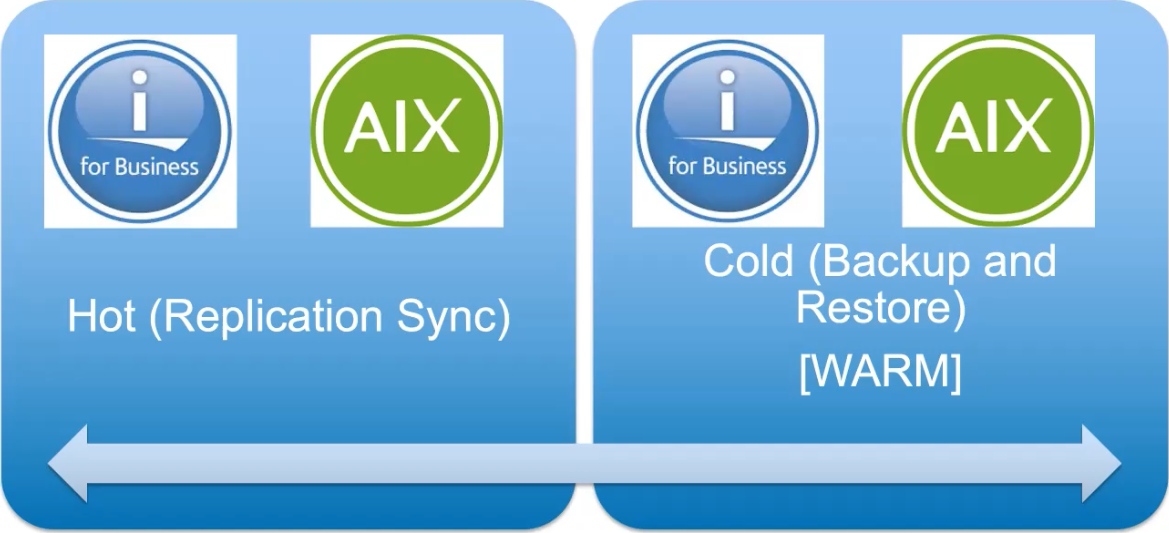 i
for Business
AIX
Hot (Replication Sync)
i
for Business
AIX
Cold (Backup and
Restore)
[WARM]